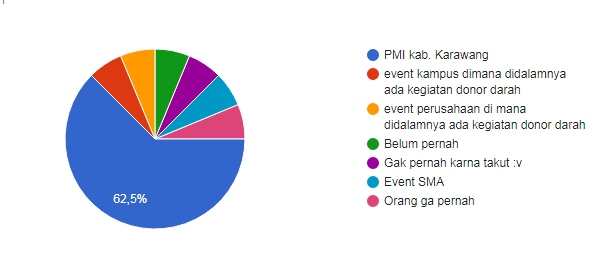 PMI kab. Karawang
event kampus dimana didalamnya
ada kegiatan donor darah
event perusahaan di mana
didalamnya ada kegiatan donor darah
Belum pernah
Gak pernah karna takut :v
Event SMA
Orang ga pernah
62,5%